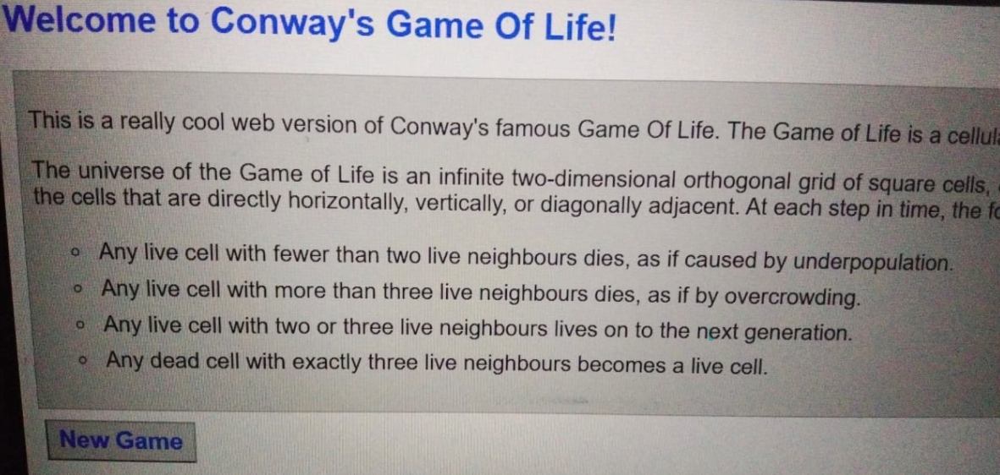 Welcome to Conway's Game Of Life!
This is a really cool web version of Conway's famous Game Of Life. The Game of Life is a
The universe of the Game of Life is an infinite two-dimensional orthogonal grid of square cells,
the cells that are directly horizontally, vertically, or diagonally adjacent. At each step in time, the
Any live cell with fewer than two live neighbours dies, as if caused by underpopulation.
Any live cell with more than three live neighbours dies, as if by overcrowding.
Any live cell with two or three live neighbours lives on to the next generation.
Any dead cell with exactly three live neighbours becomes a live cell.
New Game